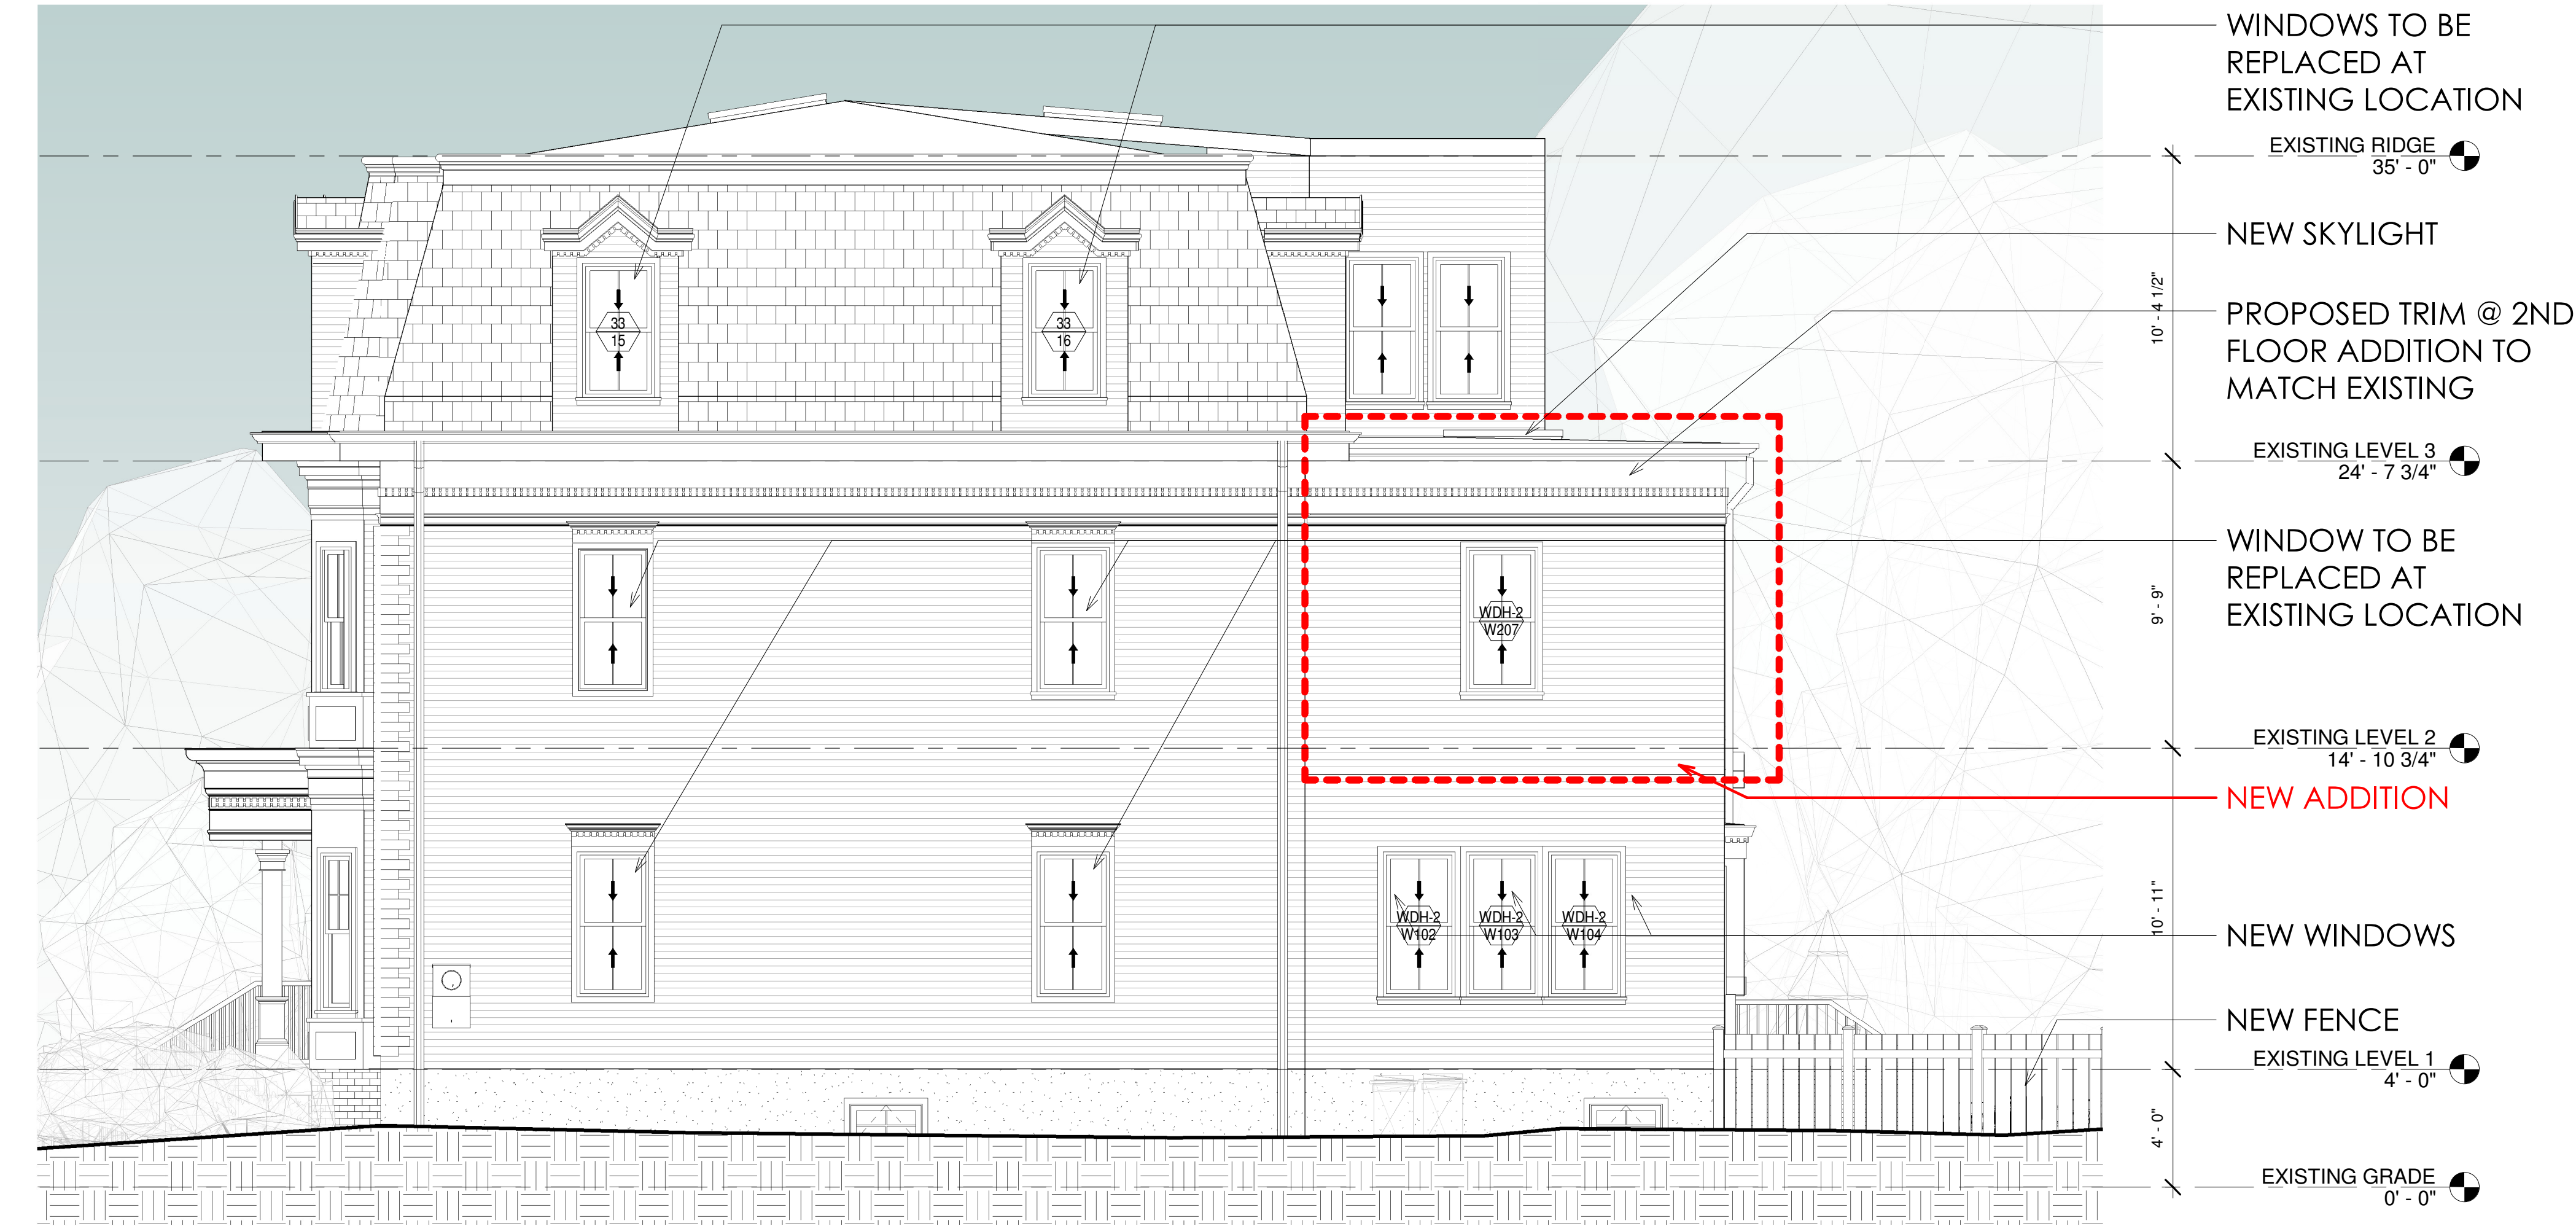 WINDOWS TO BE
REPLACED AT
EXISTING LOCATION
EXISTING RIDGE
35' - 0"
NEW SKYLIGHT
10' - 4 1/2"
PROPOSED TRIM @ 2ND
FLOOR ADDITION TO
MATCH EXISTING
33
15
33
16
EXISTING LEVEL 3
24' - 7 3/4"
WINDOW TO BE
REPLACED AT
EXISTING LOCATION
9' - 9"
WDH-2
W207
EXISTING LEVEL 2
14' - 10 3/4"
NEW ADDITION
10' - 11"
WDH-2
W102
WDH-2
W103
WDH-2
W104
NEW WINDOWS
NEW FENCE
EXISTING LEVEL 1
4' - 0"
4' - 0"
EXISTING GRADE
0' - 0"